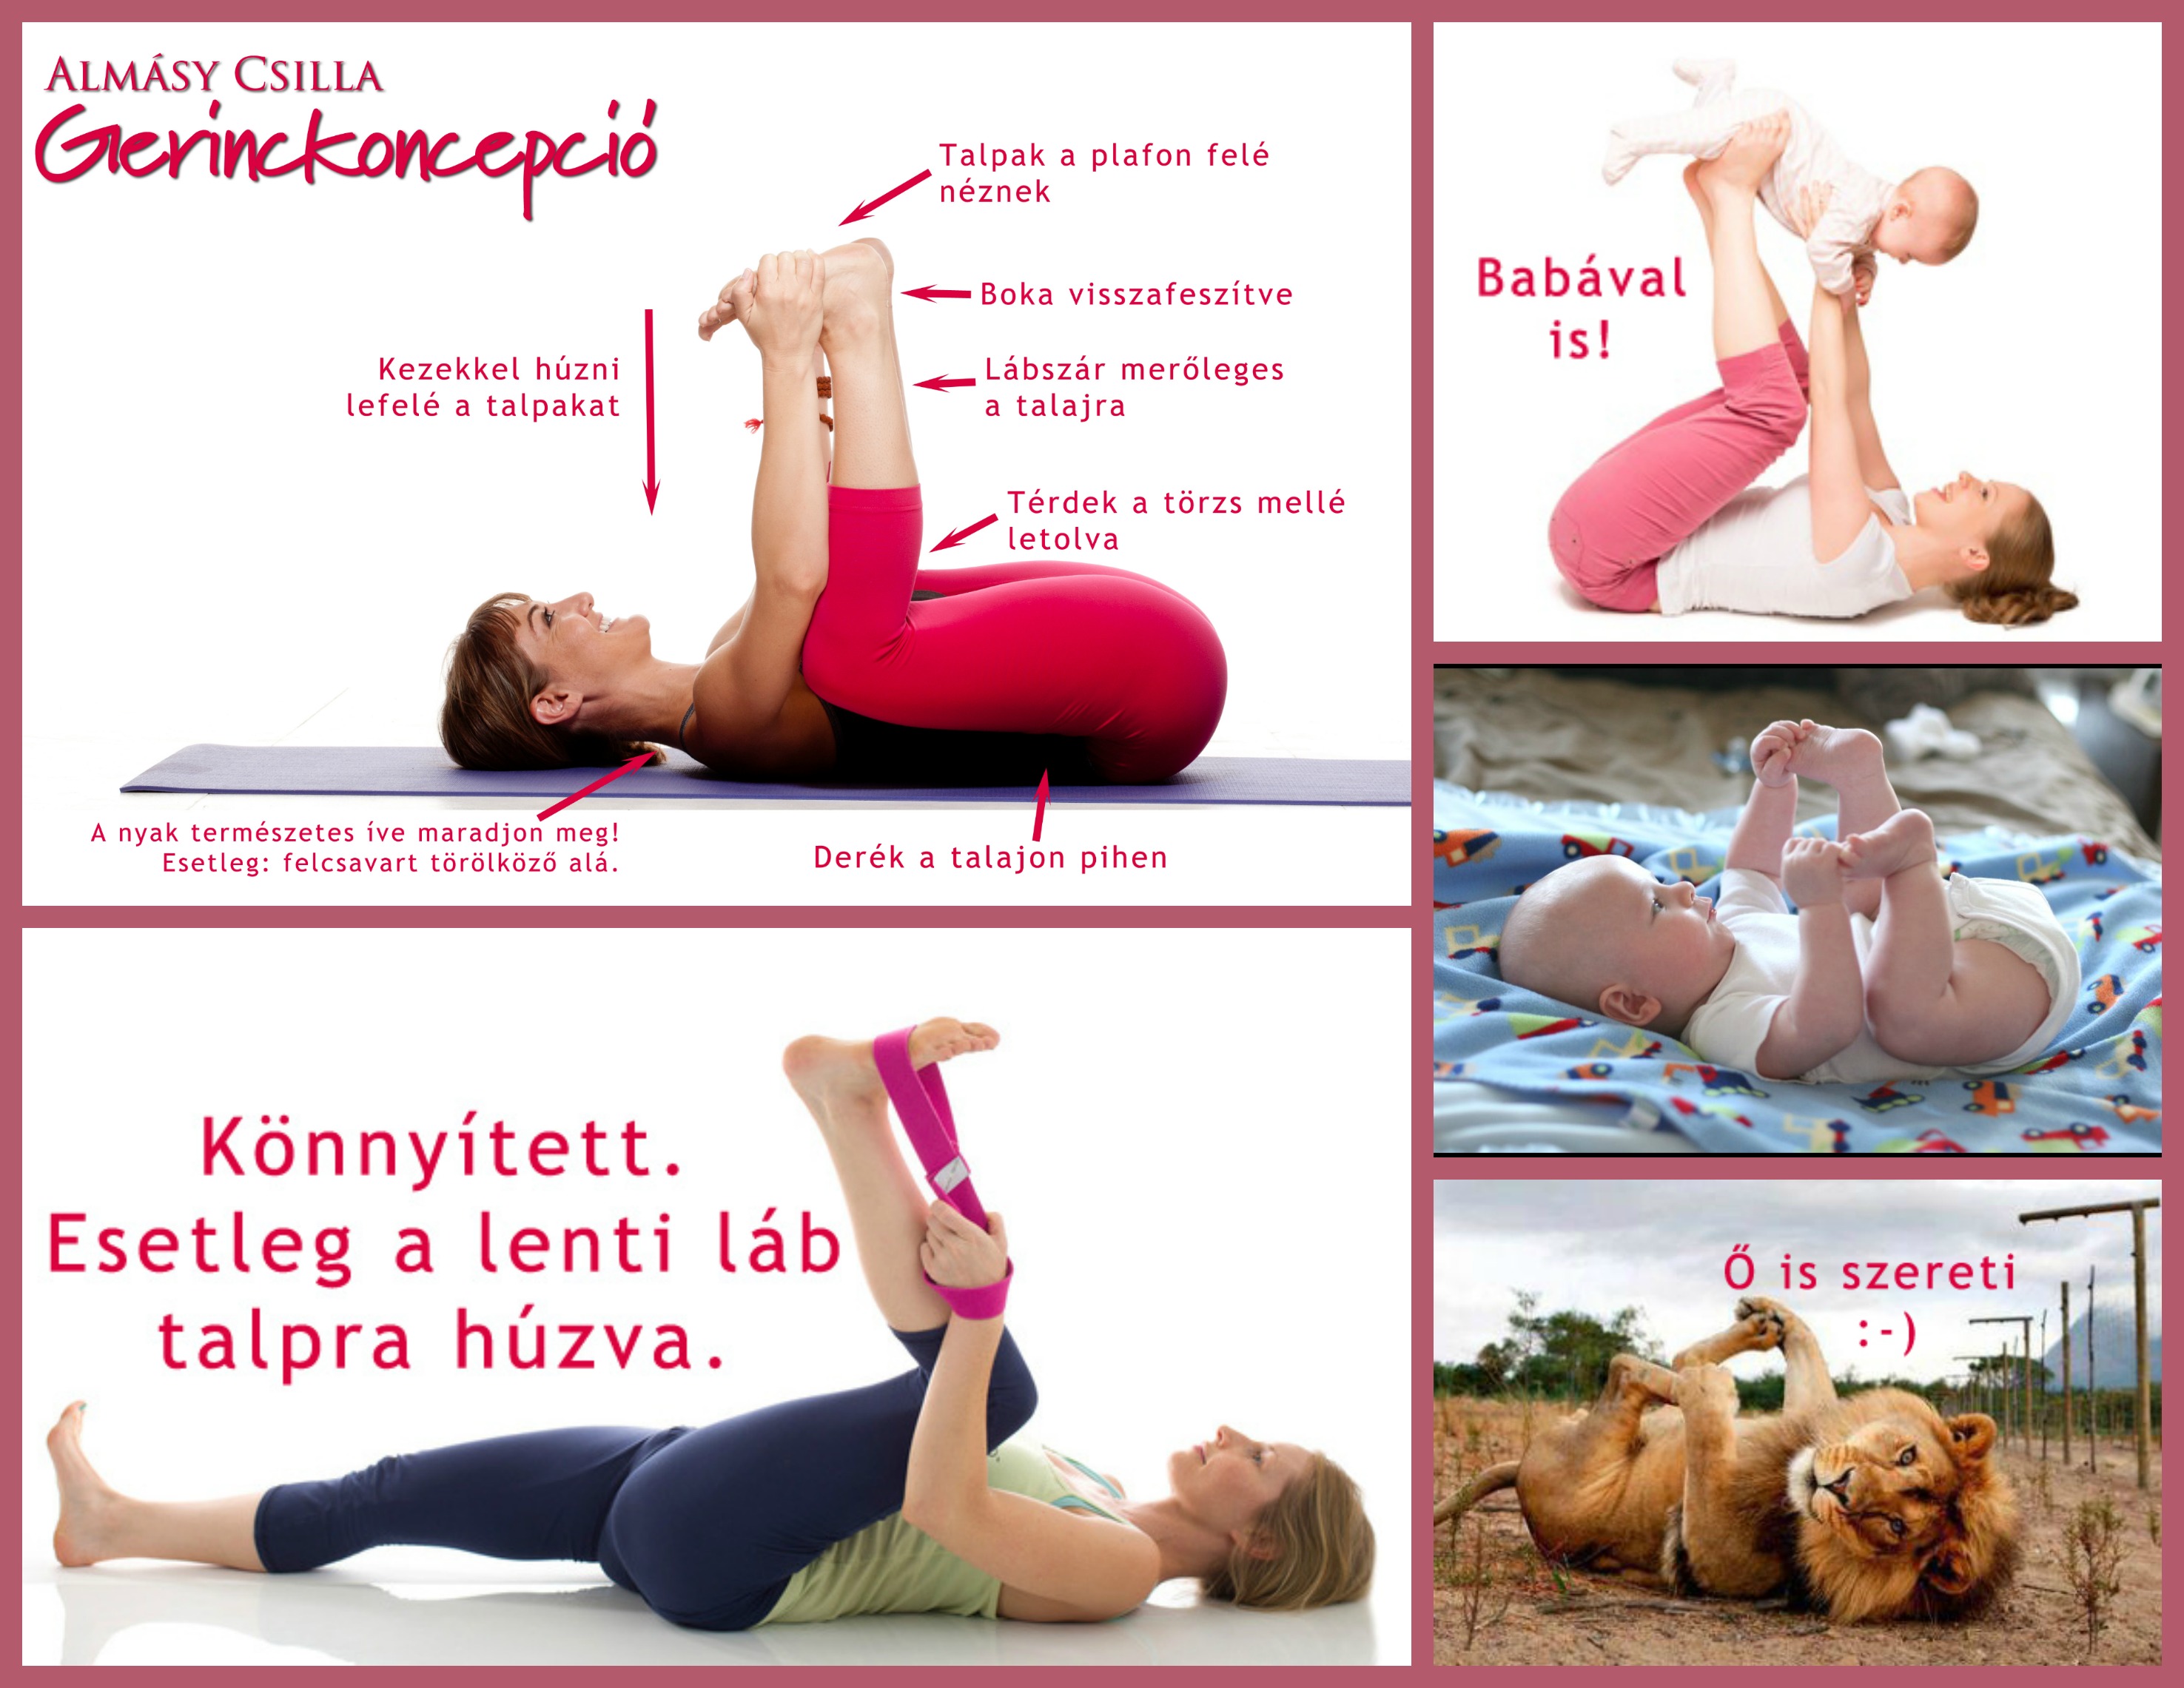 ALMÁSY CSILLA
Gerinckoncepció
Talpak a plafon felé
néznek
Boka visszafeszítve
Kezekkel húzni
lefelé a talpakat
Lábszár merőleges
a talajra
Térdek a törzs mellé
letolva
A nyak természetes íve maradjon meg!
Esetleg: felcsavart törölköző alá.
Derék a talajon pihen
Babával
is!
Könnyített.
Esetleg a lenti láb
talpra húzva.
Ő is szereti
:-)